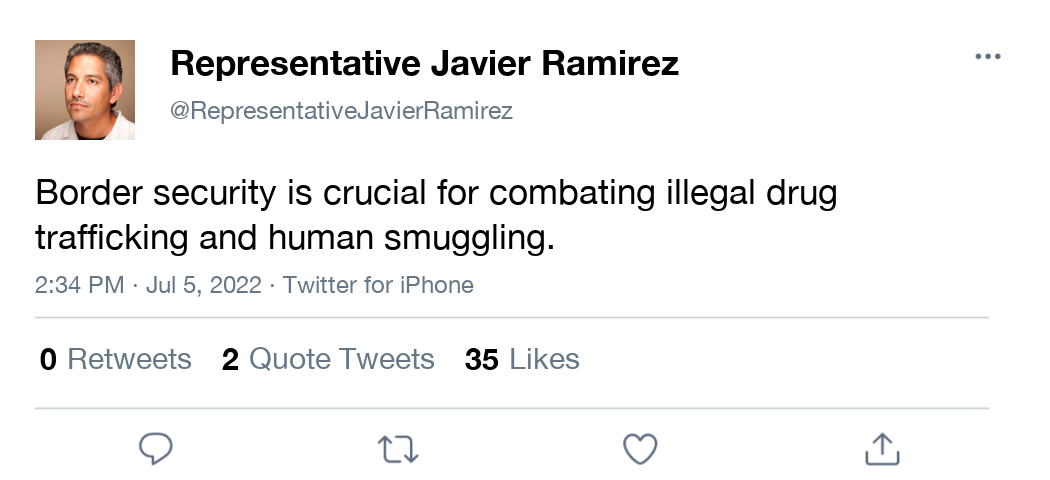 Representative Javier Ramirez
@RepresentativeJavierRamirez
Border security is crucial for combating illegal drug
trafficking and human smuggling.
2:34 PM · Jul 5, 2022 · Twitter for iPhone
0 Retweets 2 Quote Tweets 35 Likes